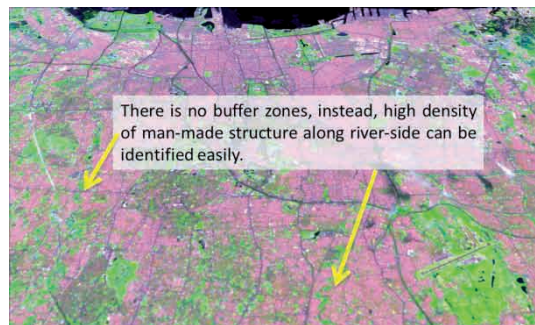 There is no buffer zones, instead, high density
of man-made structure along river-side can be
identified easily.